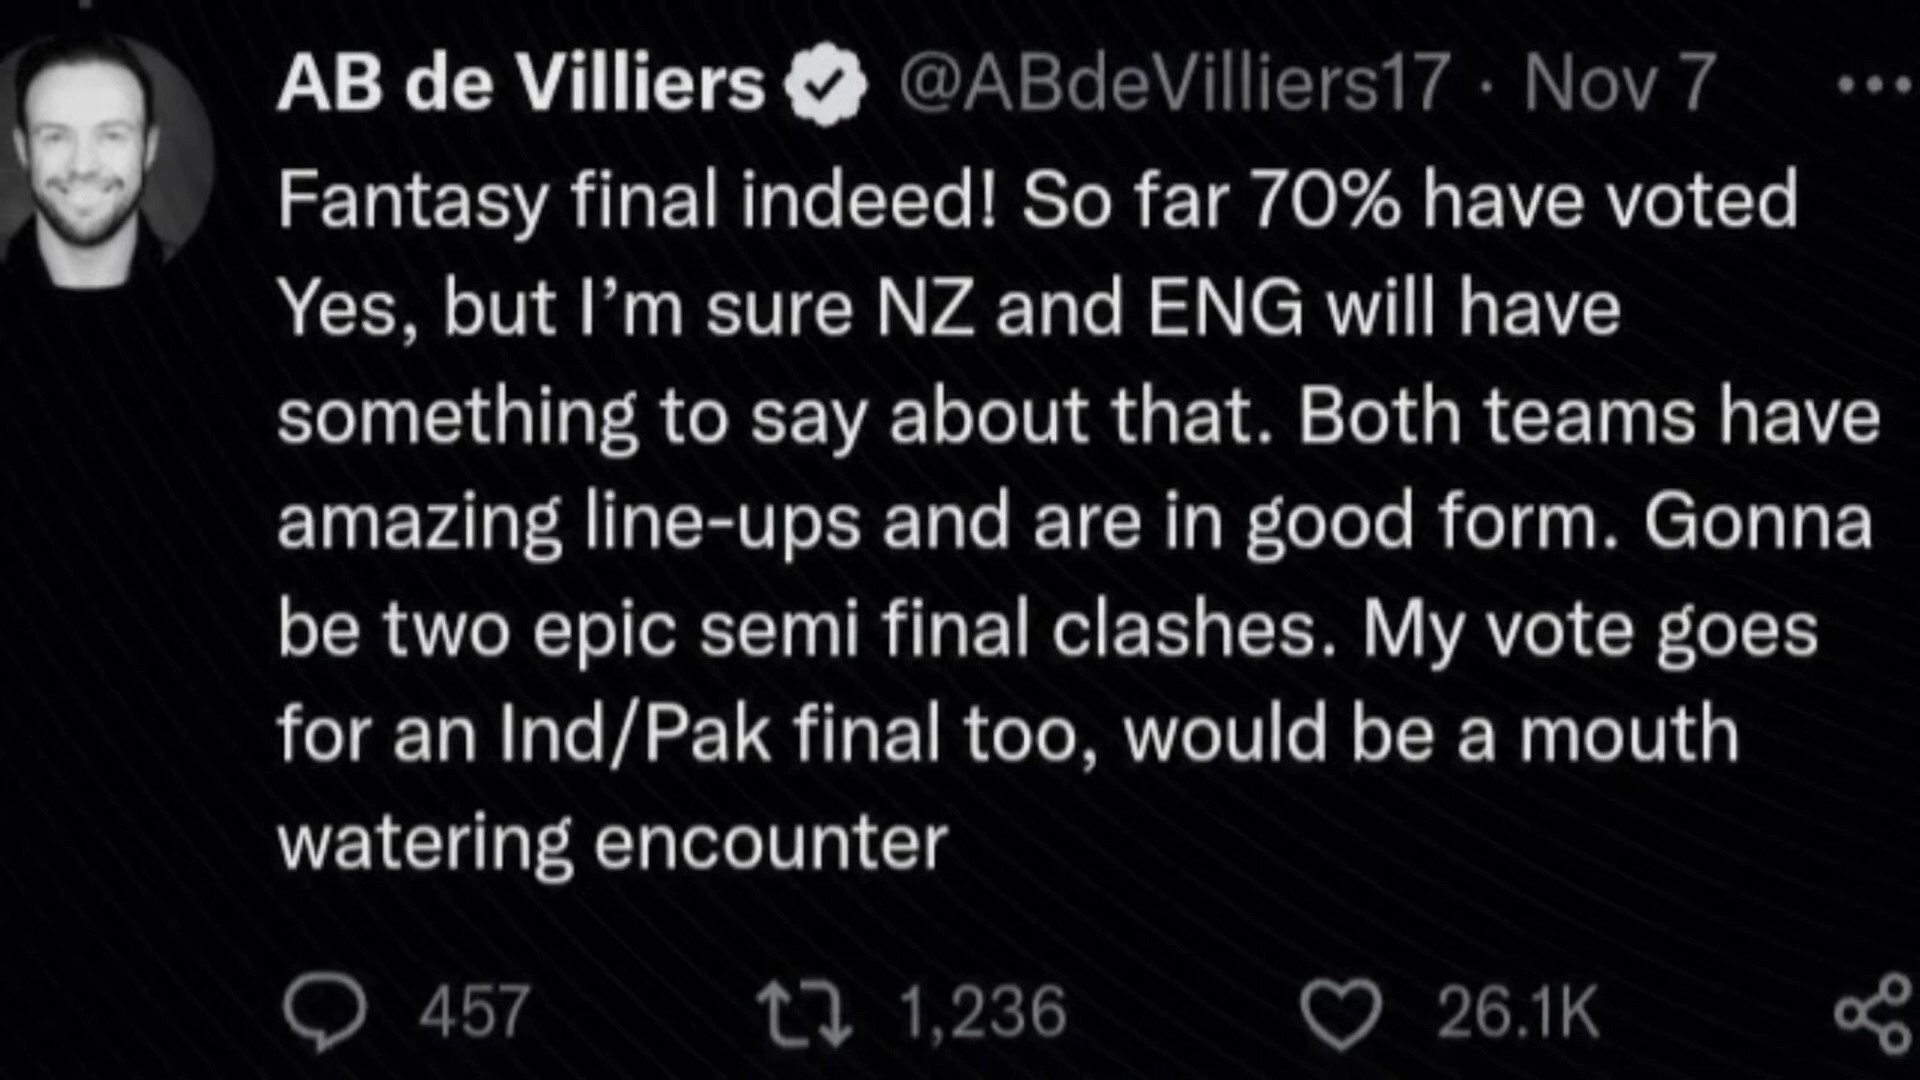 AB de Villiers @ABdeVilliers17 · Nov 7
Fantasy final indeed! So far 70% have voted
Yes, but I’m sure NZ and ENG will have
something to say about that. Both teams have
amazing line-ups and are in good form. Gonna
be two epic semi final clashes. My vote goes
for an Ind/Pak final too, would be a mouth
watering encounter
457 1,236 26.1K